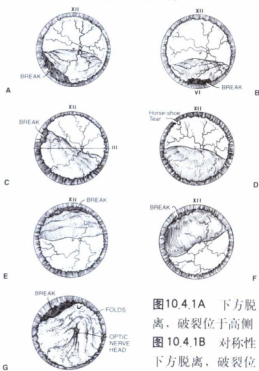 XII
XII
BREAK
BREAK
VI
A
B
XII
XII
Horse-shoe
Tear
BREAK
III
C
D
XII
BREAK
XII
BREAK
E
F
BREAK
FOLDS
OPTIC
NERVE
HEAD
G
图10.4.1A 下方脱
离，破裂位于高侧
图10.4.1B 对称性
下方脱离，破裂位